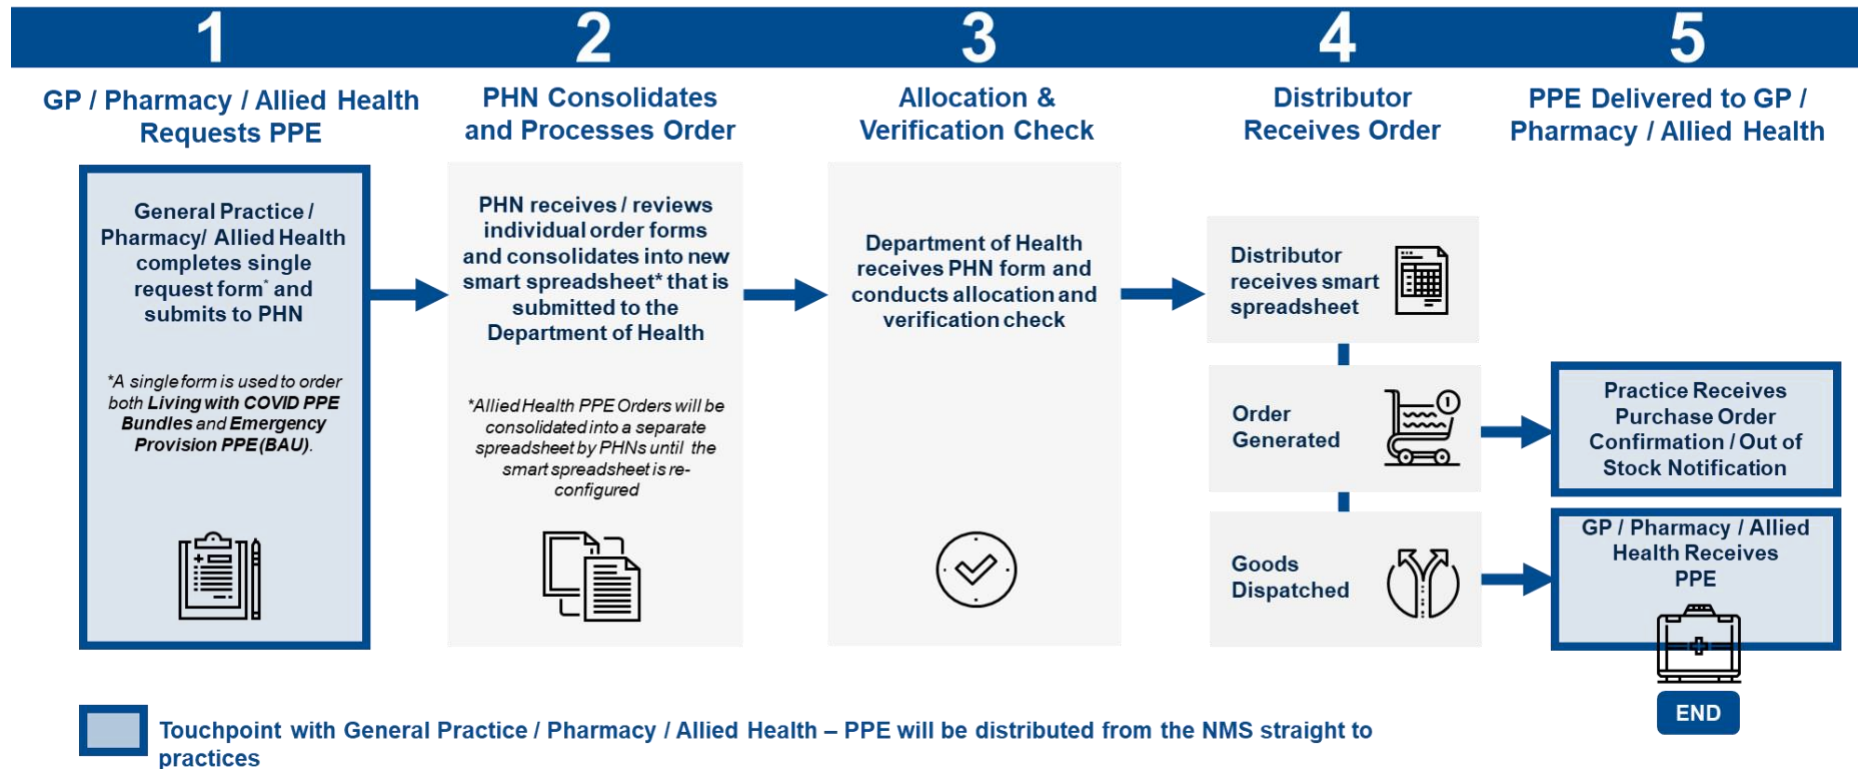 1
2
3
4
5
GP / Pharmacy / Allied Health
Requests PPE
PHN Consolidates
and Processes Order
Allocation &
Verification Check
Distributor
Receives Order
PPE Delivered to GP /
Pharmacy / Allied Health
General Practice /
Pharmacy/ Allied Health
completes single
request form* and
submits to PHN
*A single form is used to order
both Living with COVID PPE
Bundles and Emergency
Provision PPE(BAU).
PHN receives / reviews
individual order forms
and consolidates into new
smart spreadsheet* that is
submitted to the
Department of Health
*Allied Health PPE Orders will be
consolidated into a separate
spreadsheet by PHNs until the
smart spreadsheet is re-
configured
Department of Health
receives PHN form and
conducts allocation and
verification check
Distributor
receives smart
spreadsheet
Order
Generated
Goods
Dispatched
Practice Receives
Purchase Order
Confirmation / Out of
Stock Notification
GP / Pharmacy / Allied
Health Receives
PPE
END
Touchpoint with General Practice / Pharmacy / Allied Health – PPE will be distributed from the NMS straight to
practices